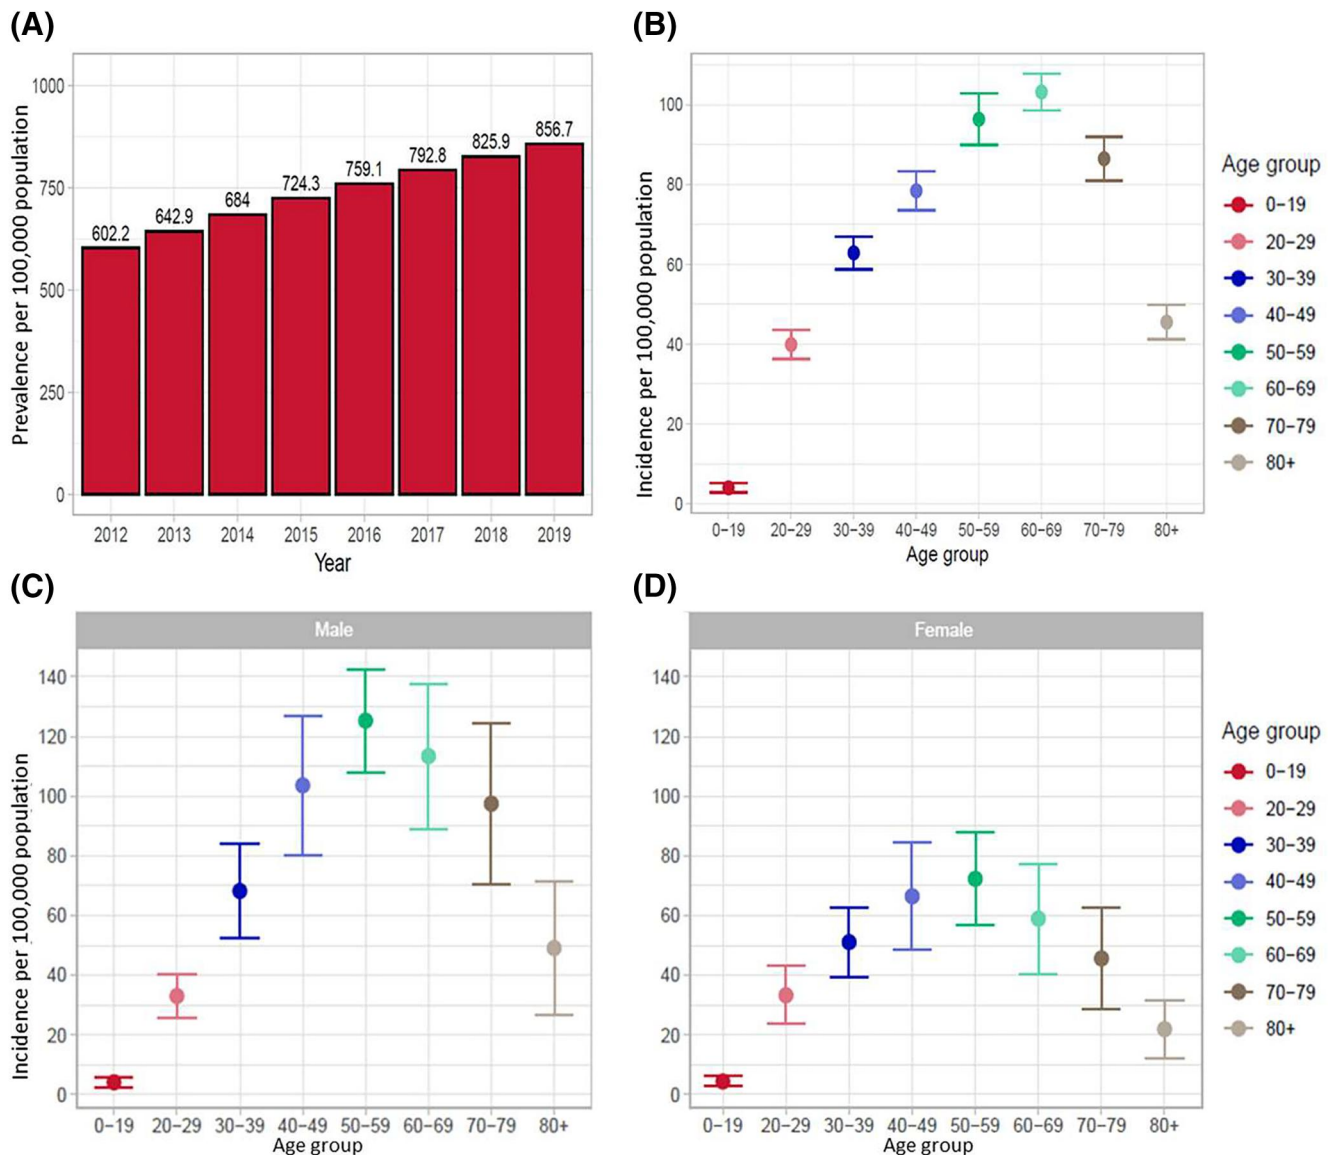 (A)
Prevalence per 100,000 population
1000
750
500
250
0
602.2
642.9
684
724.3
759.1
792.8
825.9
856.7
2012 2013 2014 2015 2016 2017 2018 2019
Year
(B)
Incidence per 100,000 population
100
80
60
40
20
0
0−19 20−29 30−39 40−49 50−59 60−69 70−79 80+
Age group
Age group
0−19
20−29
30−39
40−49
50−59
60−69
70−79
80+
(C)
Male
Incidence per 100,000 population
140
120
100
80
60
40
20
0
0−19 20−29 30−39 40−49 50−59 60−69 70−79 80+
Age group
(D)
Female
140
120
100
80
60
40
20
0
0−19 20−29 30−39 40−49 50−59 60−69 70−79 80+
Age group
Age group
0−19
20−29
30−39
40−49
50−59
60−69
70−79
80+